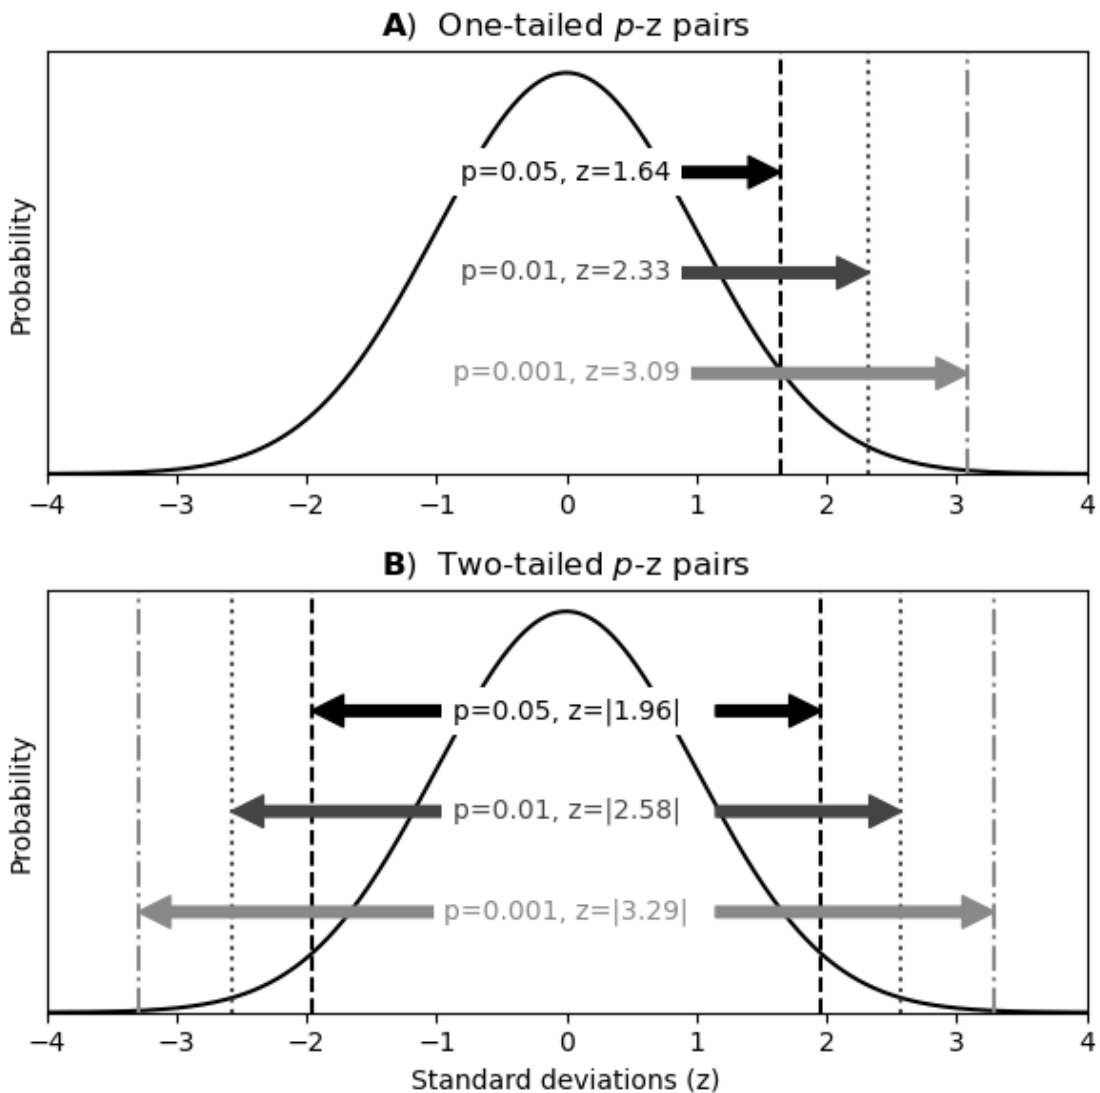 A) One-tailed p-z pairs
Probability
p=0.05, z=1.64
p=0.01, z=2.33
p=0.001, z=3.09
−4 −3 −2 −1 0 1 2 3 4
B) Two-tailed p-z pairs
Probability
p=0.05, z=|1.96|
p=0.01, z=|2.58|
p=0.001, z=|3.29|
−4 −3 −2 −1 0 1 2 3 4
Standard deviations (z)